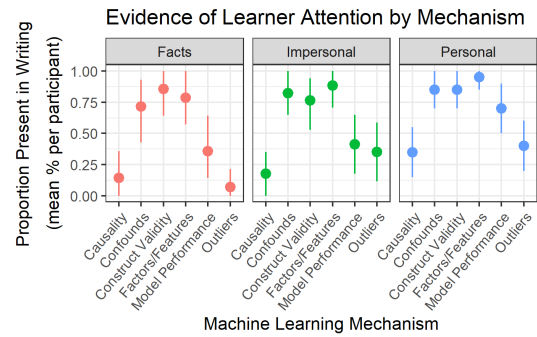 Evidence of Learner Attention by Mechanism
Proportion Present in Writing
(mean % per participant)
Facts
Impersonal
Personal
1.00
0.75
0.50
0.25
0.00
Causality
Confounds
Construct Validity
Factors/Features
Model Performance
Outliers
Causality
Confounds
Construct Validity
Factors/Features
Model Performance
Outliers
Causality
Confounds
Construct Validity
Factors/Features
Model Performance
Outliers
Machine Learning Mechanism